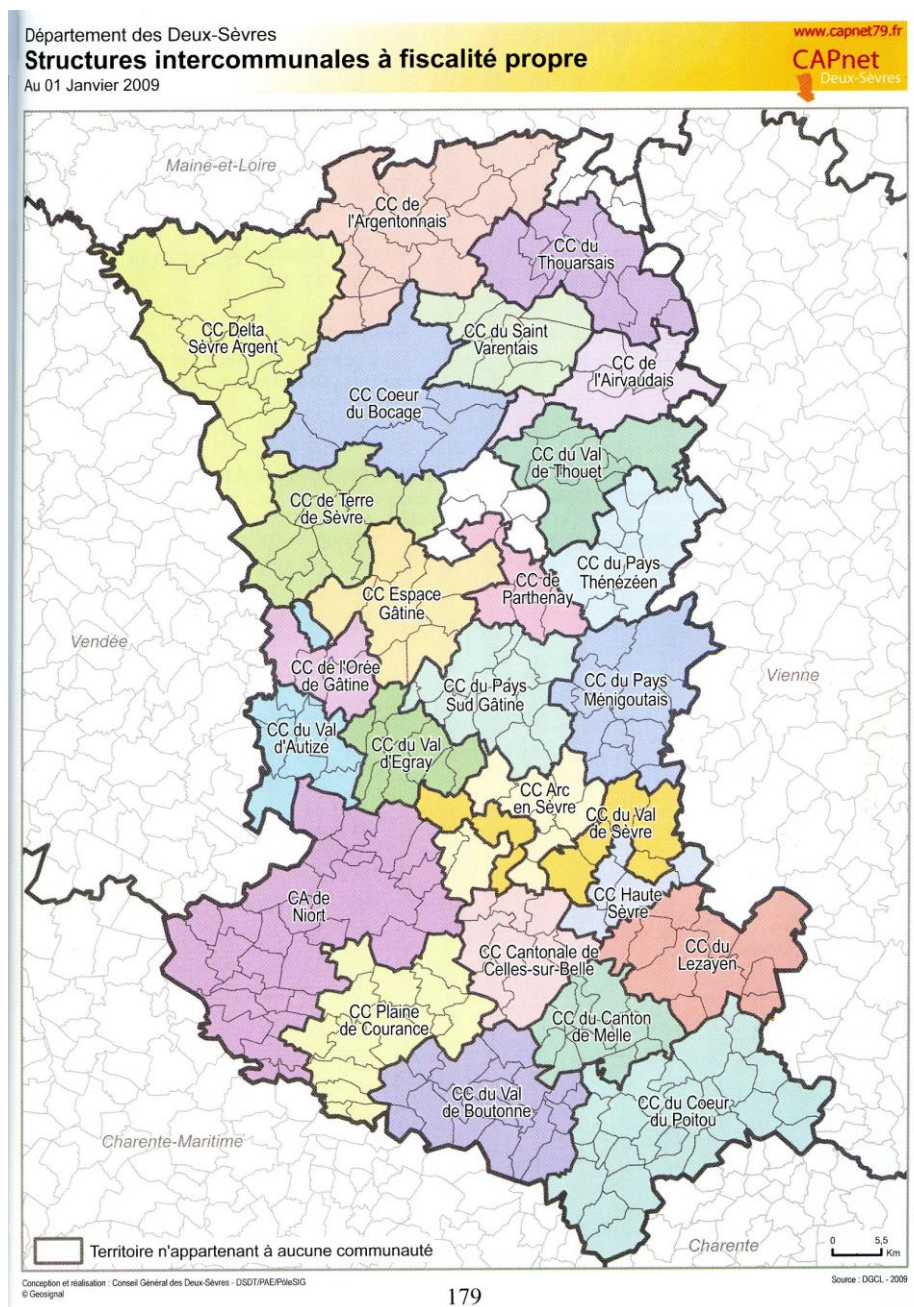 Département des Deux-Sèvres
Structures intercommunales à fiscalité propre
Au 01 Janvier 2009
www.capnet79.fr
CAPnet
Deux-Sèvres
Maine-et-Loire
CC de
l'Argentonnais
CC du
Thouarsais
CC Delta
Sèvre Argent
CC du Saint
Varentais
CC de
l'Airvaudais
CC Coeur
du Bocage
CC du Val
de Thouet
CC de Terre
de Sèvre
CC du Pays
Thénézéen
CC de
Parthenay
CC Espace
Gâtine
Vendée
CC de l'Orée
de Gâtine
CC du Pays
Sud Gâtine
CC du Pays
Ménigoutais
Vienne
CC du Val
d'Autize
CC du Val
d'Egray
CC Arc
en Sèvre
CC du Val
de Sèvre
CC Haute
Sèvre
CA de
Niort
CC Cantonale de
Celles-sur-Belle
CC du
Lezayen
CC Plaine
de Courance
CC du Canton
de Melle
CC du Val
de Boutonne
CC du Coeur
du Poitou
Charente-Maritime
Charente
Territoire n'appartenant à aucune communauté
0 5,5
Km
Conception et réalisation : Conseil Général des Deux-Sèvres - DSDT/PAE/PôleSIG
© Geosignal
Source : DGCL - 2009
179